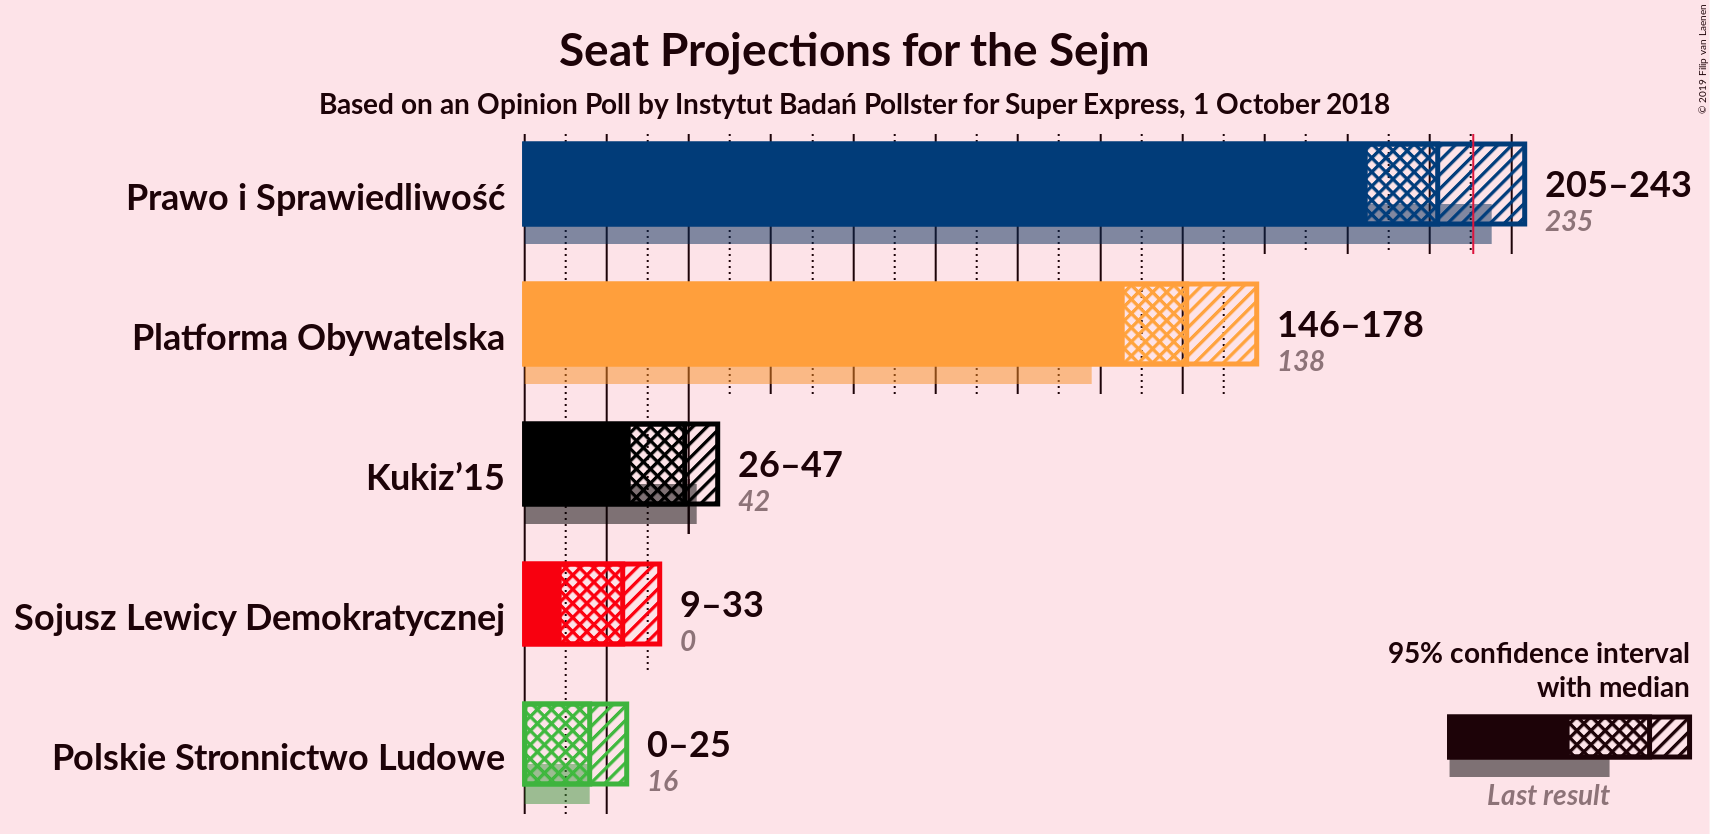 Seat Projections for the Sejm
Based on an Opinion Poll by Instytut Badań Pollster for Super Express, 1 October 2018
© 2019 Filip van Laenen
Prawo i Sprawiedliwość
205–243
235
Platforma Obywatelska
146–178
138
Kukiz’15
26–47
42
Sojusz Lewicy Demokratycznej
9–33
0
Polskie Stronnictwo Ludowe
0–25
16
95% confidence interval
with median
Last result